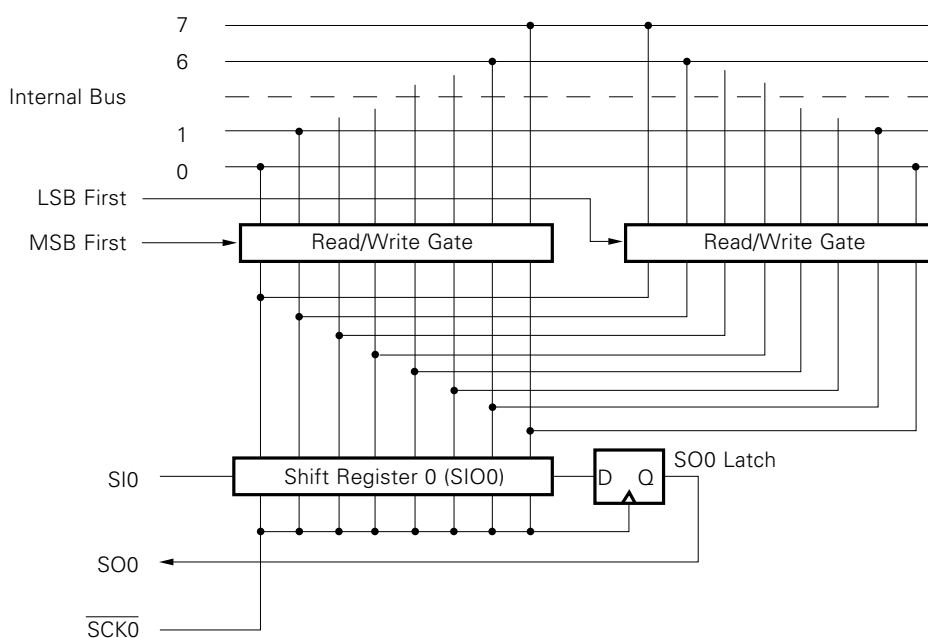 7
6
Internal Bus
1
0
LSB First
MSB First
Read/Write Gate
Read/Write Gate
SI0
Shift Register 0 (SIO0)
D Q
SO0 Latch
SO0
SCK0